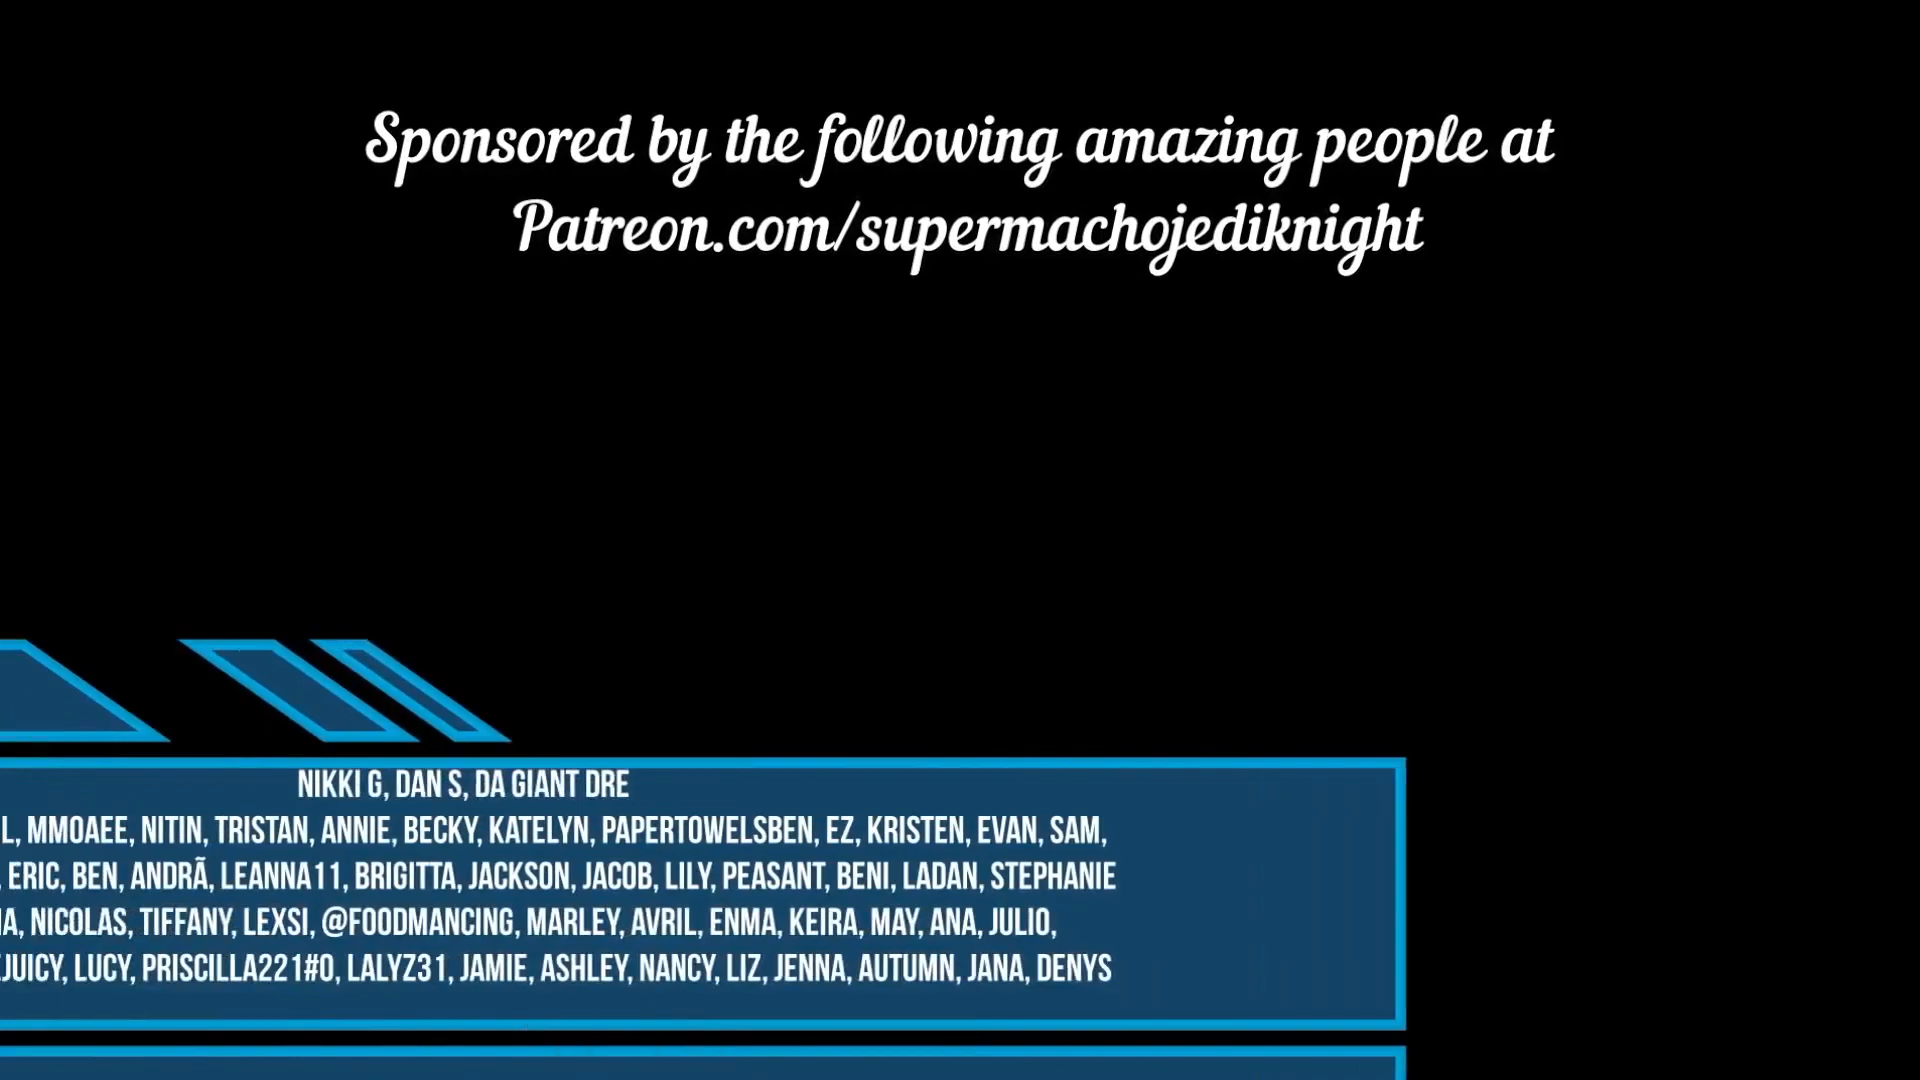 Sponsored by the following amazing people at
Patreon.com/supermachojediknight
NIKKI G, DAN S, DA GIANT DRE
L, MMOAEE, NITIN, TRISTAN, ANNIE, BECKY, KATELYN, PAPERTOWELSBEN, EZ, KRISTEN, EVAN, SAM,
, ERIC, BEN, ANDRÃ, LEANNA11, BRIGITTA, JACKSON, JACOB, LILY, PEASANT, BENI, LADAN, STEPHANIE
A, NICOLAS, TIFFANY, LEXSI, @FOODMANCING, MARLEY, AVRIL, ENMA, KEIRA, MAY, ANA, JULIO,
JUICY, LUCY, PRISCILLA221#0, LALYZ31, JAMIE, ASHLEY, NANCY, LIZ, JENNA, AUTUMN, JANA, DENYS